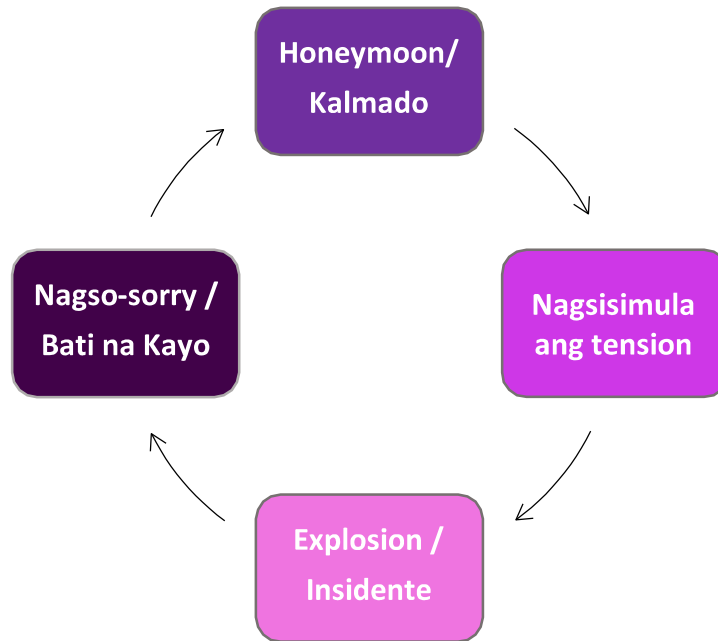 Honeymoon/
Kalmado
Nagsisimula
ang tension
Explosion /
Insidente
Nagso-sorry /
Bati na Kayo